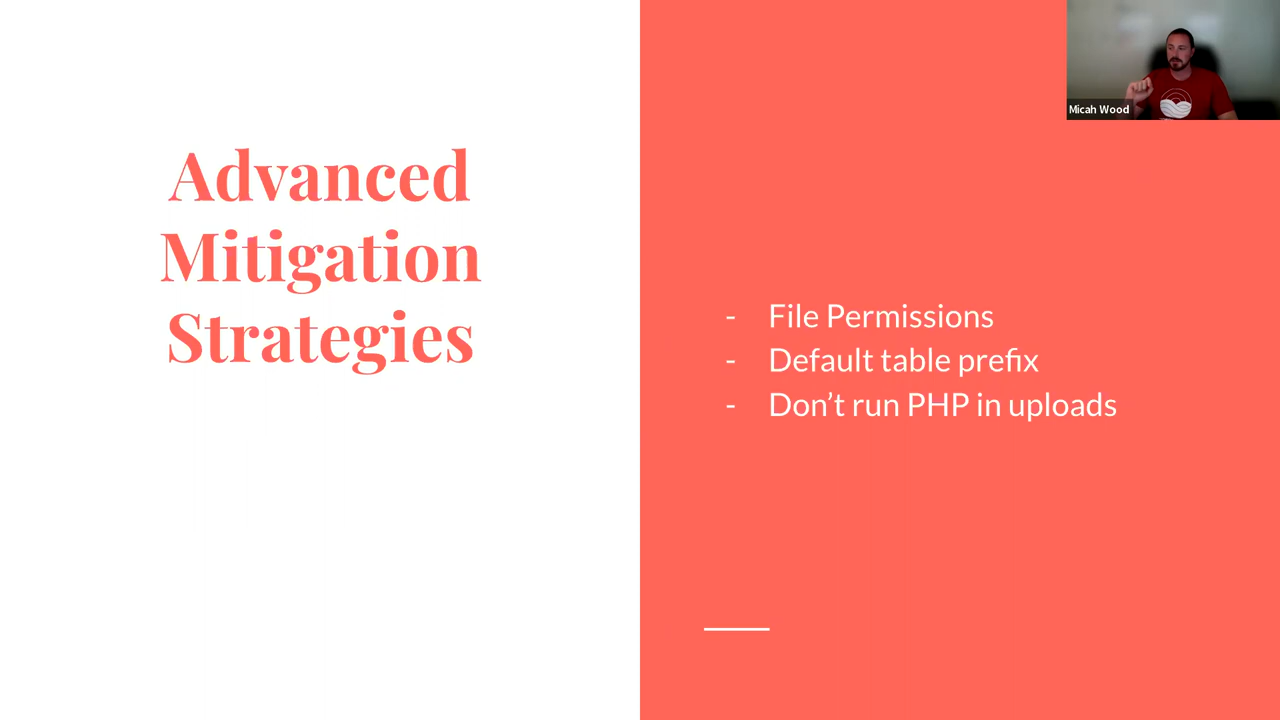 Advanced
Mitigation
Strategies
- File Permissions
- Default table prefix
- Don’t run PHP in uploads
Micah Wood